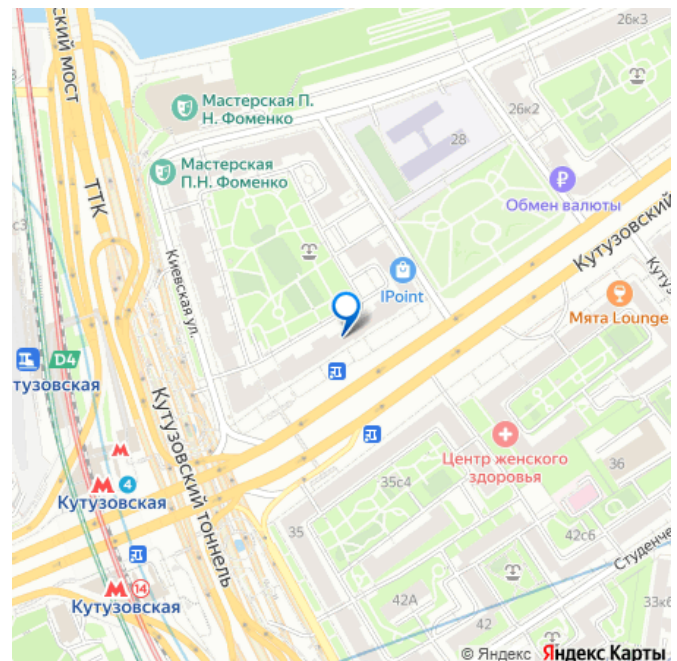 26к3
ский мост
Мастерская П.
Н. Фоменко
26к2
28
Мастерская
П.Н. Фоменко
₽
Обмен валюты
ТТК
с3
Кутузовский
Киевская ул.
IPoint
Кутуз
Мята Lounge
D4
тузовская
Кутузовский тоннель
Центр женского
здоровья
36
4
Кутузовская
35с4
35
42с6
Студенче
14
Кутузовская
42А
42
33к6
© Яндекс Яндекс Карты